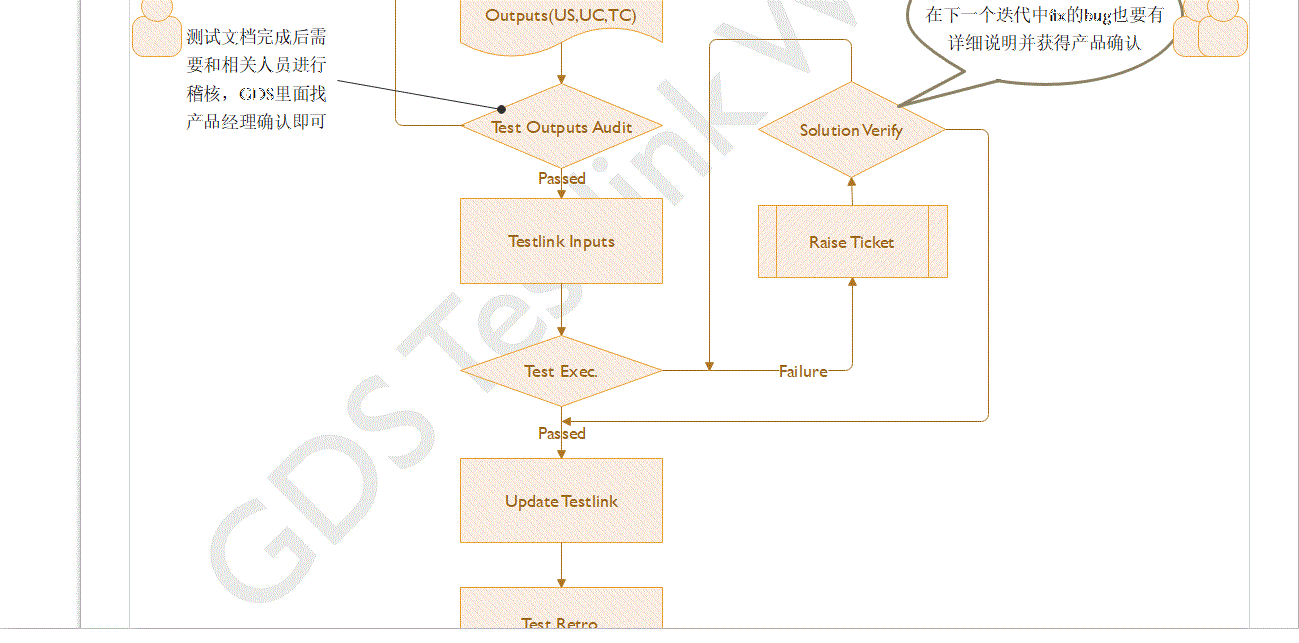 Outputs(US,UC,TC)
在下一个迭代中fix的bug也要有
详细说明并获得产品确认
测试文档完成后需
要和相关人员进行
稽核，GDS里面找
产品经理确认即可
Test Outputs Audit
Solution Verify
Passed
Testlink Inputs
Raise Ticket
Test Exec.
Failure
Passed
Update Testlink
Test Retro
GDS Testlink W